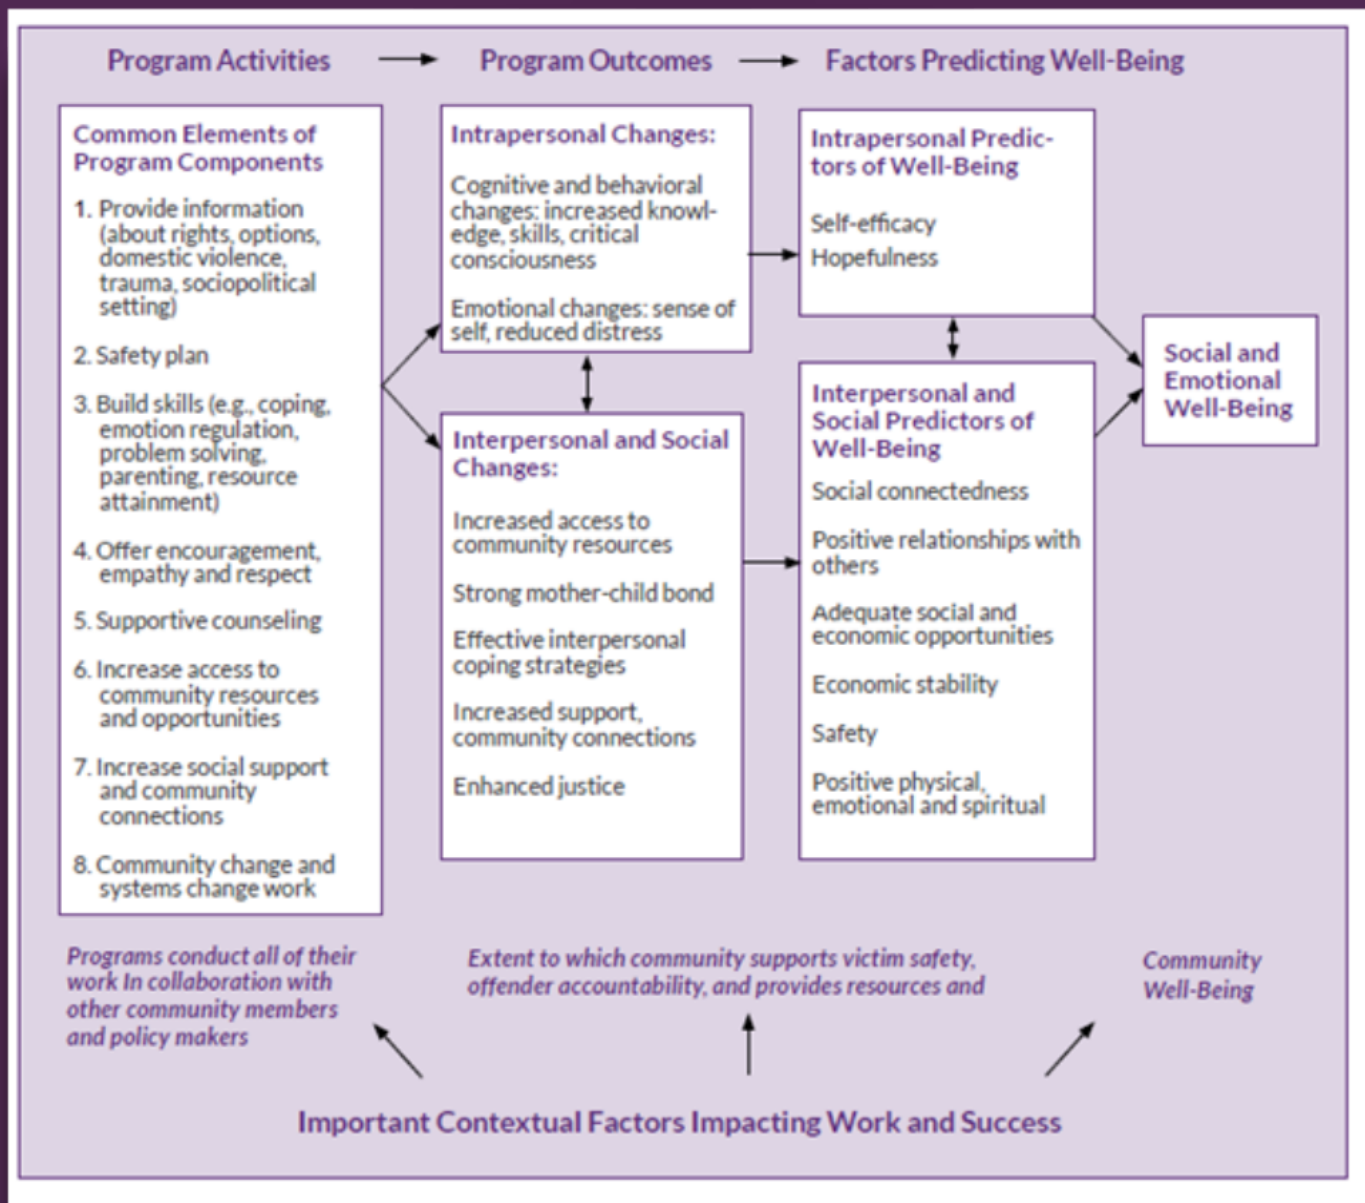 Program Activities
Program Outcomes
Factors Predicting Well-Being
Common Elements of
Program Components
1. Provide information
(about rights, options,
domestic violence,
trauma, sociopolitical
setting)
2. Safety plan
3. Build skills (e.g., coping,
emotion regulation,
problem solving,
parenting, resource
attainment)
4. Offer encouragement,
empathy and respect
5. Supportive counseling
6. Increase access to
community resources
and opportunities
7. Increase social support
and community
connections
8. Community change and
systems change work
Intrapersonal Changes:
Cognitive and behavioral
changes: increased knowl-
edge, skills, critical
consciousness
Emotional changes: sense of
self, reduced distress
Interpersonal and Social
Changes:
Increased access to
community resources
Strong mother-child bond
Effective interpersonal
coping strategies
Increased support,
community connections
Enhanced justice
Intrapersonal Predic-
tors of Well-Being
Self-efficacy
Hopefulness
Interpersonal and
Social Predictors of
Well-Being
Social connectedness
Positive relationships with
others
Adequate social and
economic opportunities
Economic stability
Safety
Positive physical,
emotional and spiritual
Social and
Emotional
Well-Being
Programs conduct all of their
work In collaboration with
other community members
and policy makers
Extent to which community supports victim safety,
offender accountability, and provides resources and
Community
Well-Being
Important Contextual Factors Impacting Work and Success